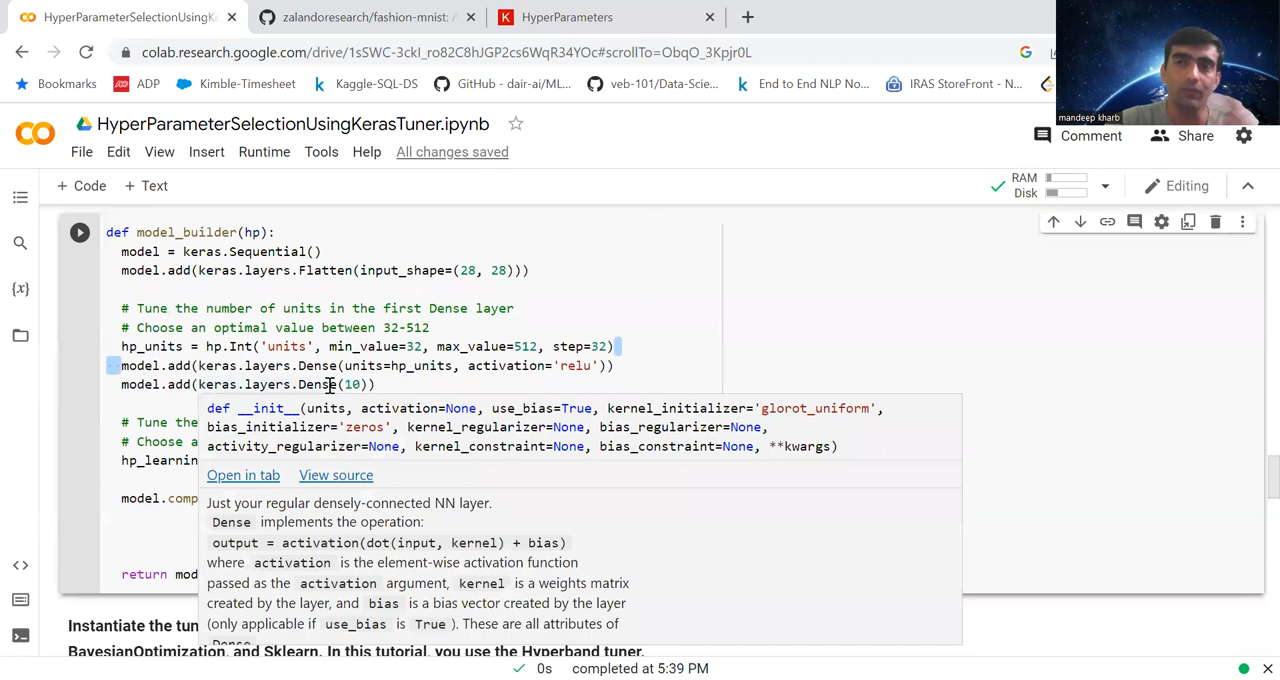 HyperParameterSelectionUsingKe
zalandoresearch/fashion-mnist: A
HyperParameters
colab.research.google.com/drive/1sSWC-3ckI_ro82C8hJGP2cs6WqR34YOc#scrollTo=ObqO_3Kpjr0L
Bookmarks ADP Kimble-Timesheet Kaggle-SQL-DS GitHub - dair-ai/ML... veb-101/Data-Scie... End to End NLP No... IRAS StoreFront - N...
mandeep kharb
HyperParameterSelectionUsingKerasTuner.ipynb
Comment Share
File Edit View Insert Runtime Tools Help All changes saved
+ Code + Text
RAM
Disk
Editing
def model_builder(hp):
model = keras.Sequential()
model.add(keras.layers.Flatten(input_shape=(28, 28)))
# Tune the number of units in the first Dense layer
# Choose an optimal value between 32-512
hp_units = hp.Int('units', min_value=32, max_value=512, step=32)
model.add(keras.layers.Dense(units=hp_units, activation='relu'))
model.add(keras.layers.Dense(10))
# Tune the
# Choose a
hp_learnin
model.comp
return mod
def __init__(units, activation=None, use_bias=True, kernel_initializer='glorot_uniform',
bias_initializer='zeros', kernel_regularizer=None, bias_regularizer=None,
activity_regularizer=None, kernel_constraint=None, bias_constraint=None, **kwargs)
Open in tab View source
Just your regular densely-connected NN layer.
Dense implements the operation:
output = activation(dot(input, kernel) + bias)
where activation is the element-wise activation function
passed as the activation argument, kernel is a weights matrix
created by the layer, and bias is a bias vector created by the layer
(only applicable if use_bias is True ). These are all attributes of
Dense
Instantiate the tun
BayesianOptimization, and Sklearn. In this tutorial, you use the Hyperband tuner.
0s completed at 5:39 PM